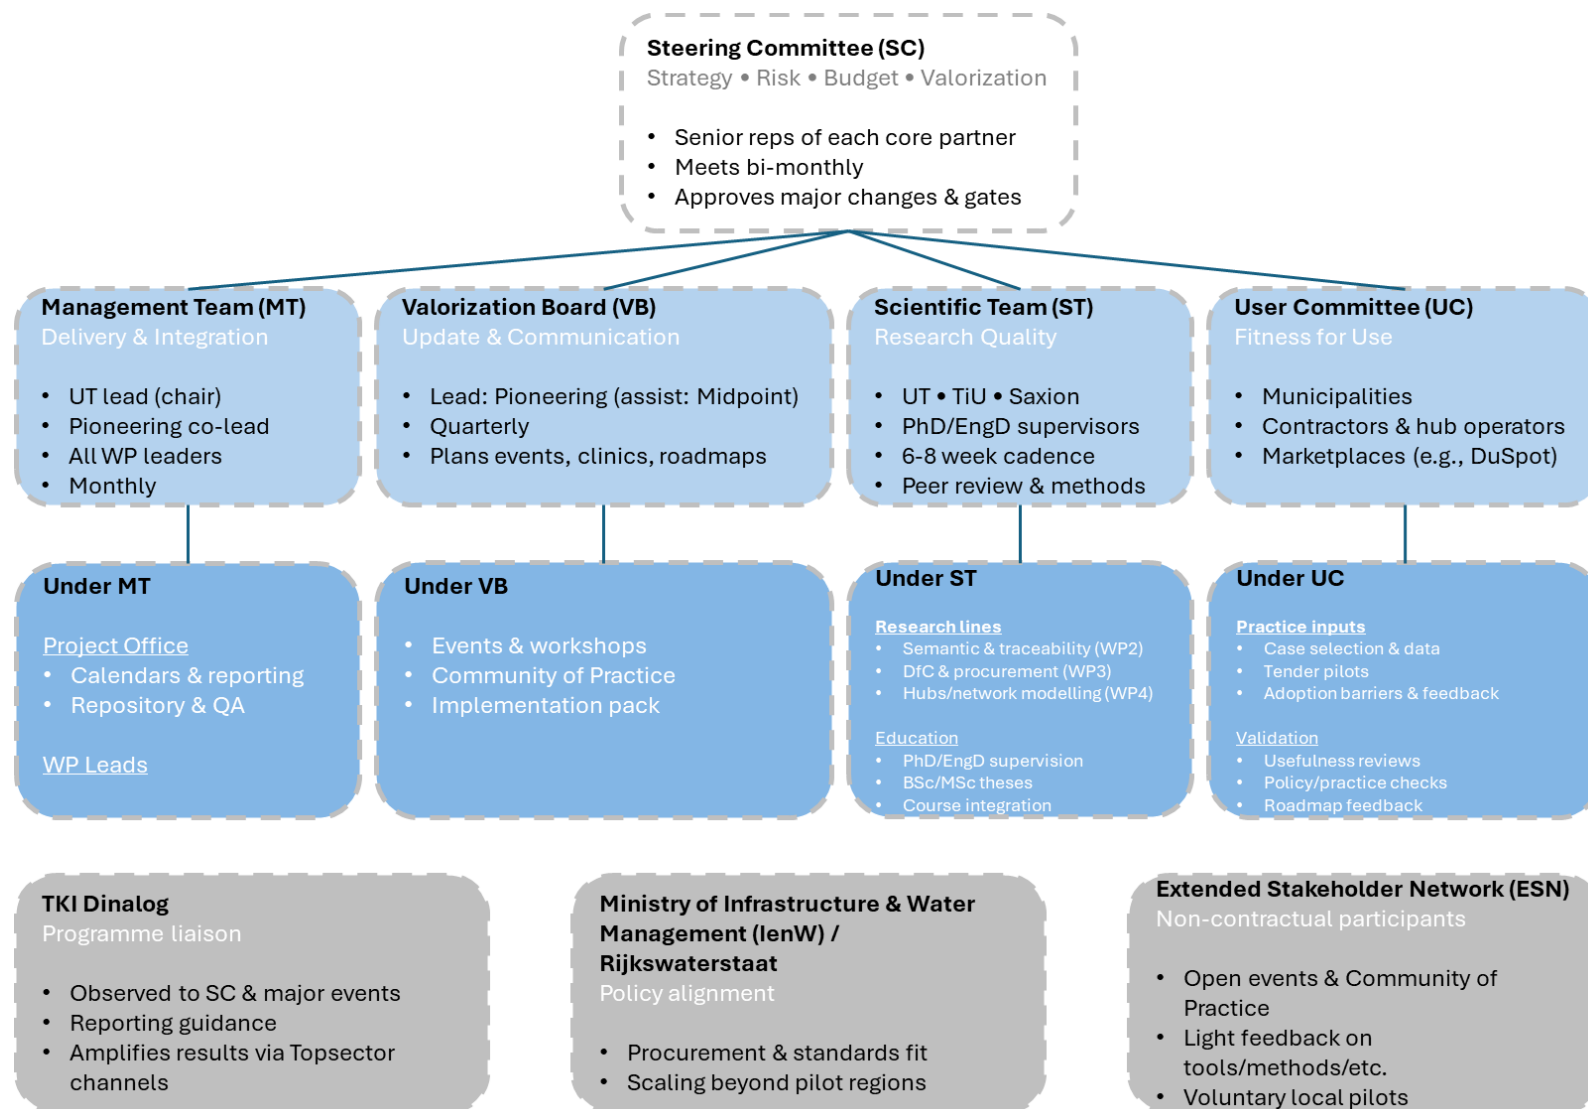 Steering Committee (SC)
Strategy • Risk • Budget • Valorization
• Senior reps of each core partner
• Meets bi-monthly
• Approves major changes & gates
Management Team (MT)
Delivery & Integration
• UT lead (chair)
• Pioneering co-lead
• All WP leaders
• Monthly
Valorization Board (VB)
Update & Communication
• Lead: Pioneering (assist: Midpoint)
• Quarterly
• Plans events, clinics, roadmaps
Scientific Team (ST)
Research Quality
• UT • TiU • Saxion
• PhD/EngD supervisors
• 6-8 week cadence
• Peer review & methods
User Committee (UC)
Fitness for Use
• Municipalities
• Contractors & hub operators
• Marketplaces (e.g., DuSpot)
Under MT
Project Office
• Calendars & reporting
• Repository & QA
WP Leads
Under VB
• Events & workshops
• Community of Practice
• Implementation pack
Under ST
Research lines
• Semantic & traceability (WP2)
• DfC & procurement (WP3)
• Hubs/network modelling (WP4)
Education
• PhD/EngD supervision
• BSc/MSc theses
• Course integration
Under UC
Practice inputs
• Case selection & data
• Tender pilots
• Adoption barriers & feedback
Validation
• Usefulness reviews
• Policy/practice checks
• Roadmap feedback
TKI Dinalog
Programme liaison
• Observed to SC & major events
• Reporting guidance
• Amplifies results via Topsector
channels
Ministry of Infrastructure & Water
Management (IenW) /
Rijkswaterstaat
Policy alignment
• Procurement & standards fit
• Scaling beyond pilot regions
Extended Stakeholder Network (ESN)
Non-contractual participants
• Open events & Community of
Practice
• Light feedback on
tools/methods/etc.
• Voluntary local pilots